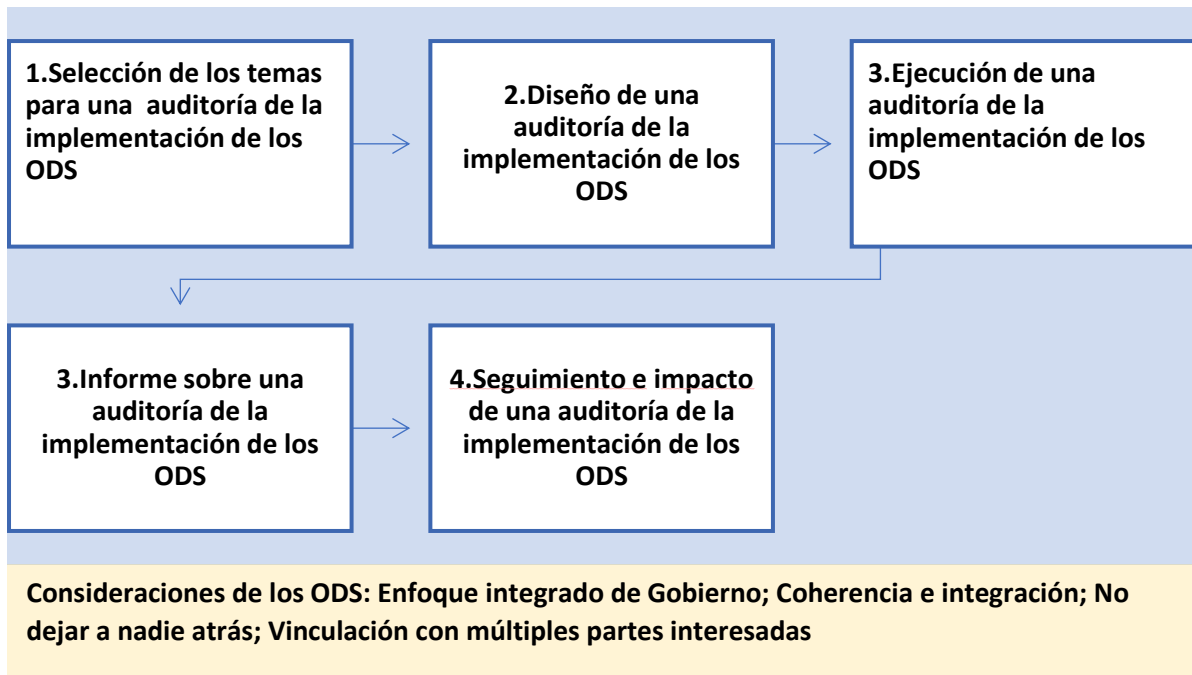 1.Selección de los temas
para una auditoría de la
implementación de los
ODS
2.Diseño de una
auditoría de la
implementación de los
ODS
3.Ejecución de una
auditoría de la
implementación de los
ODS
3.Informe sobre una
auditoría de la
implementación de los
ODS
4.Seguimiento e impacto
de una auditoría de la
implementación de los
ODS
Consideraciones de los ODS: Enfoque integrado de Gobierno; Coherencia e integración; No
dejar a nadie atrás; Vinculación con múltiples partes interesadas